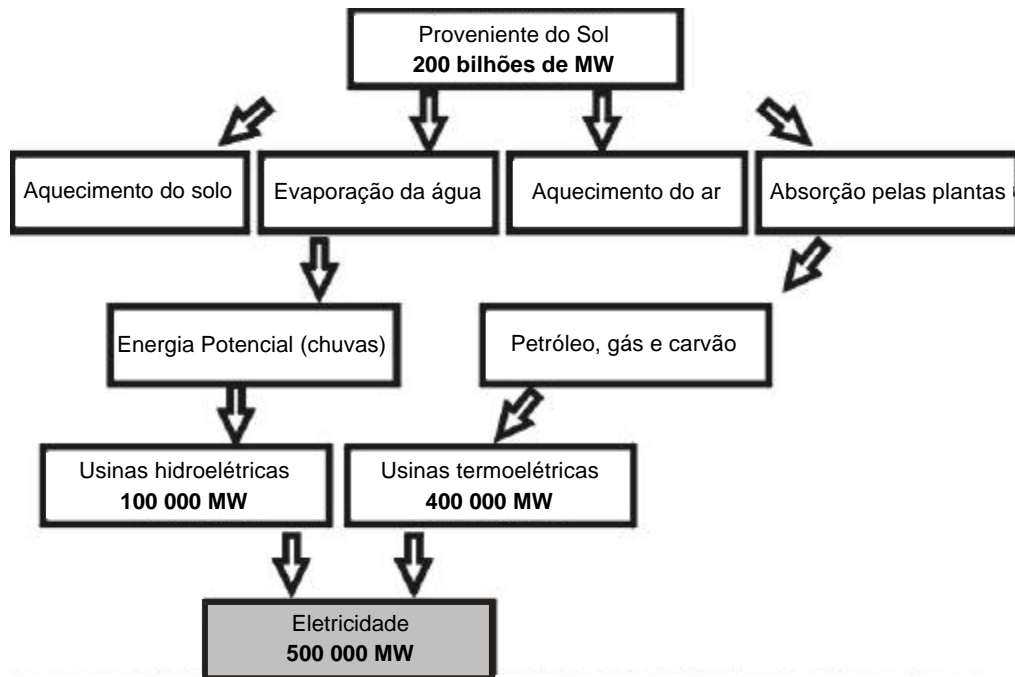 Proveniente do Sol
200 bilhões de MW
Aquecimento do solo
Evaporação da água
Aquecimento do ar
Absorção pelas plantas
Energia Potencial (chuvas)
Petróleo, gás e carvão
Usinas hidroelétricas
100 000 MW
Usinas termoelétricas
400 000 MW
Eletricidade
500 000 MW